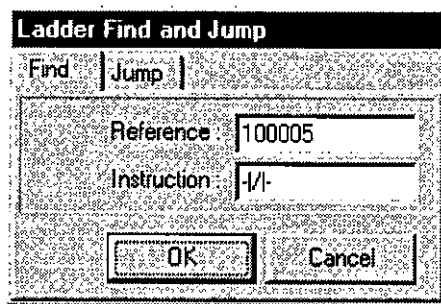 Ladder Find and Jump
Find Jump
Reference : 100005
Instruction : -|/|-
OK Cancel